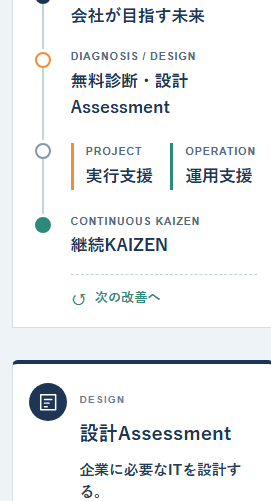 会社が目指す未来
DIAGNOSIS / DESIGN
無料診断・設計
Assessment
PROJECT
実行支援
OPERATION
運用支援
CONTINUOUS KAIZEN
継続KAIZEN
次の改善へ
DESIGN
設計Assessment
企業に必要なITを設計す
る。